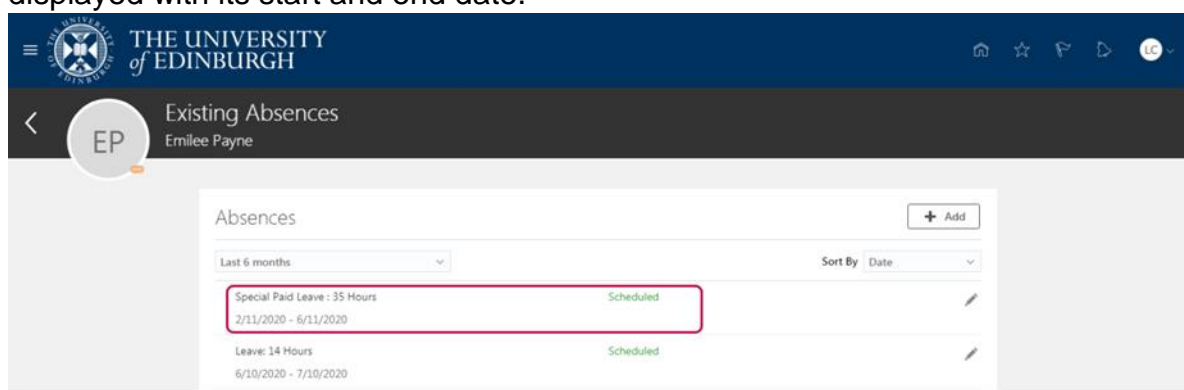 displayed with its start and end date.
THE UNIVERSITY
of EDINBURGH
LC
Existing Absences
EP
Emilee Payne
Absences
Add
Last 6 months
Sort By Date
Special Paid Leave : 35 Hours Scheduled
2/11/2020 - 6/11/2020
Leave: 14 Hours Scheduled
6/10/2020 - 7/10/2020